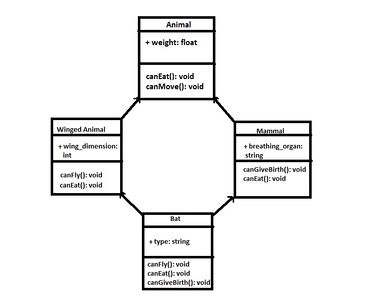 Animal
+ weight: float
canEat(): void
canMove(): void
Winged Animal
+ wing_dimension:
int
canFly(): void
canEat(): void
Mammal
+ breathing_organ:
string
canGiveBirth(): void
canEat(): void
Bat
+ type: string
canFly(): void
canEat(): void
canGiveBirth(): void